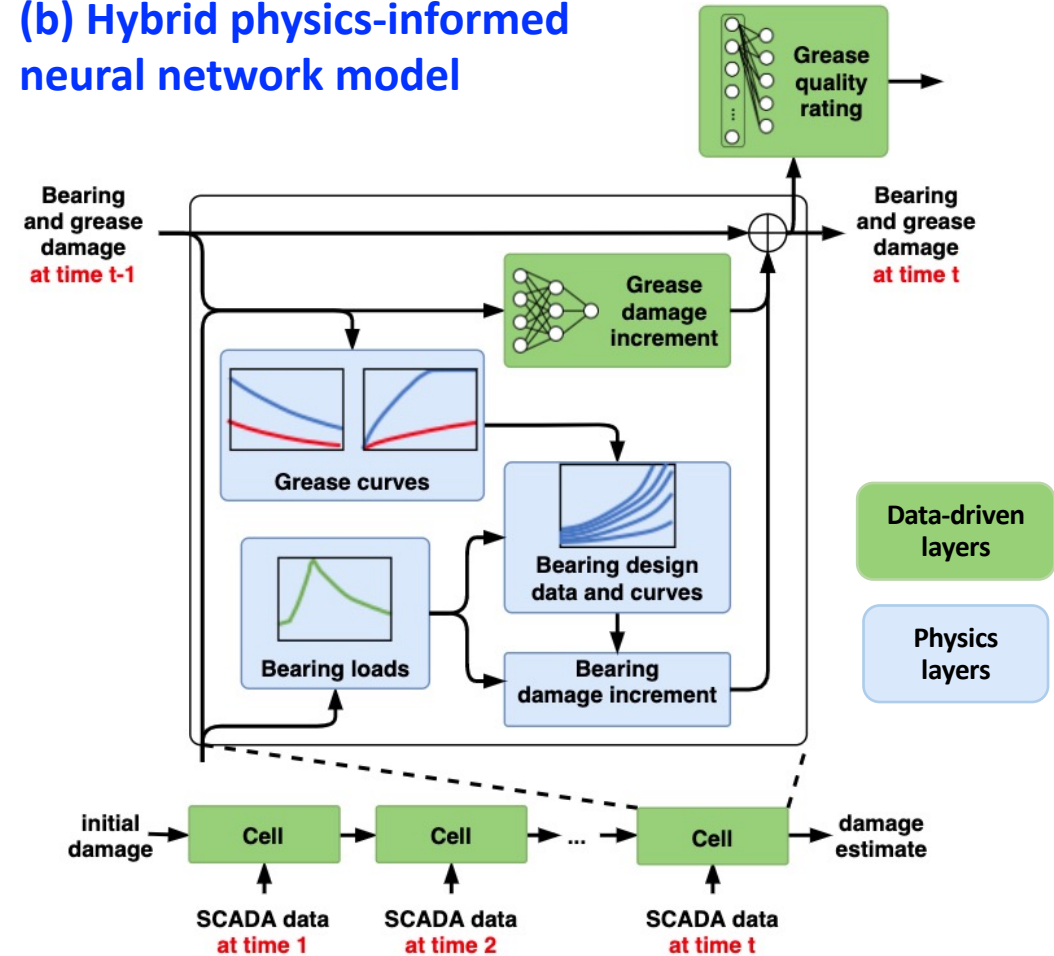 (b) Hybrid physics-informed
neural network model
Grease
quality
rating
Bearing
and grease
damage
at time t-1
Bearing
and grease
damage
at time t
Grease
damage
increment
Grease curves
Bearing design
data and curves
Bearing loads
Bearing
damage increment
Data-driven
layers
Physics
layers
initial
damage
Cell
Cell
...
Cell
damage
estimate
SCADA data
at time 1
SCADA data
at time 2
SCADA data
at time t